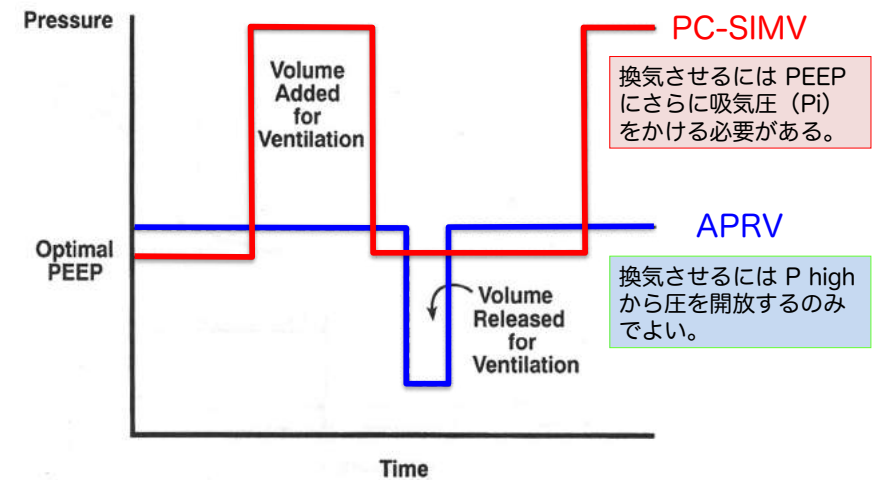 Pressure
PC-SIMV
換気させるには PEEP
にさらに吸気圧（Pi）
をかける必要がある。
Volume
Added
for
Ventilation
Optimal
PEEP
APRV
換気させるには P high
から圧を開放するのみ
でよい。
Volume
Released
for
Ventilation
Time